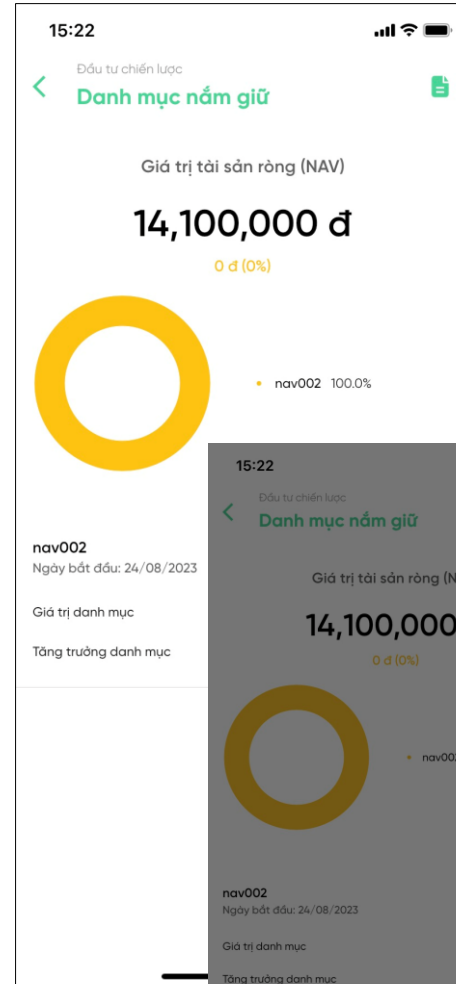 15:22
Đầu tư chiến lược
Danh mục nắm giữ
Giá trị tài sản ròng (NAV)
14,100,000 đ
0 đ (0%)
nav002 100.0%
nav002
Ngày bắt đầu: 24/08/2023
Giá trị danh mục
Tăng trưởng danh mục
15:22
Đầu tư chiến lược
Danh mục nắm giữ
Giá trị tài sản ròng (N
14,100,000
0 đ (0%)
nav00
nav002
Ngày bắt đầu: 24/08/2023
Giá trị danh mục
Tăng trưởng danh mục